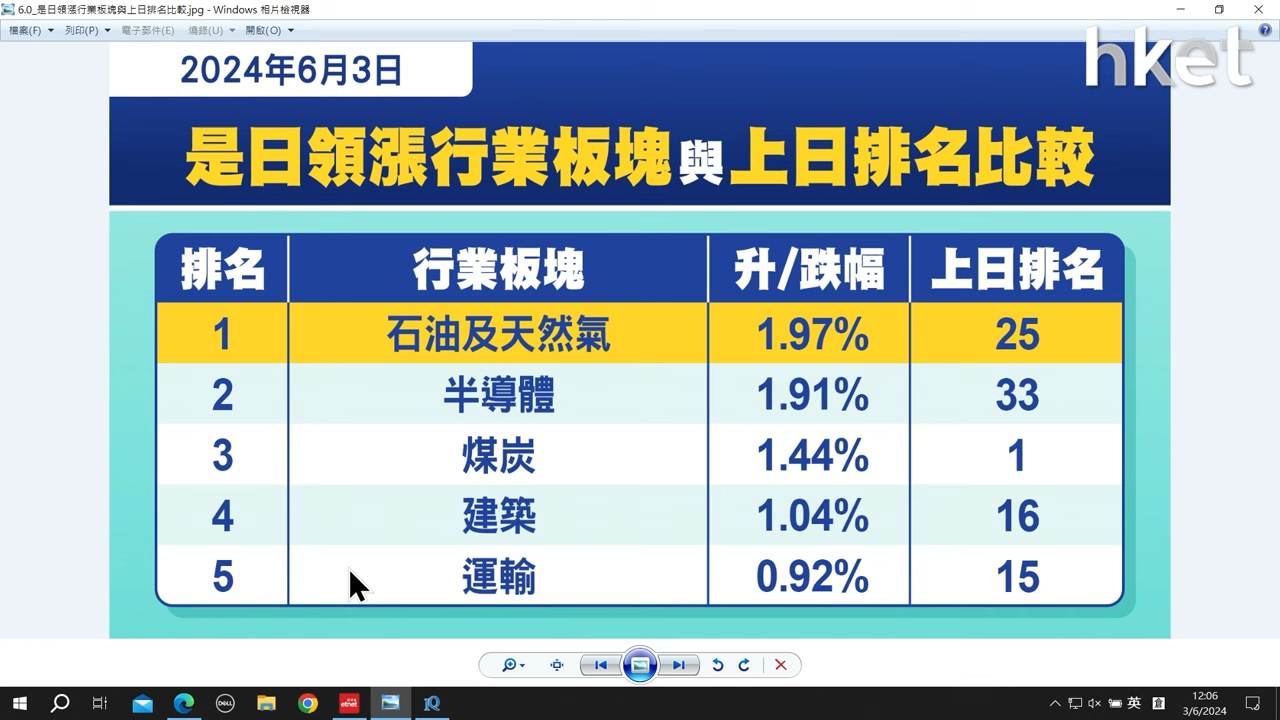 6.0_是日領漲行業板塊與上日排名比較.jpg - Windows 相片檢視器
檔案(F) 列印(P) 電子郵件(E) 燒錄(U) 開啟(O)
hket
2024年6月3日
是日領漲行業板塊與上日排名比較
排名 行業板塊 升/跌幅 上日排名
1 石油及天然氣 1.97% 25
2 半導體 1.91% 33
3 煤炭 1.44% 1
4 建築 1.04% 16
5 運輸 0.92% 15
DELL etnet IQ 英 倉 12:06
3/6/2024